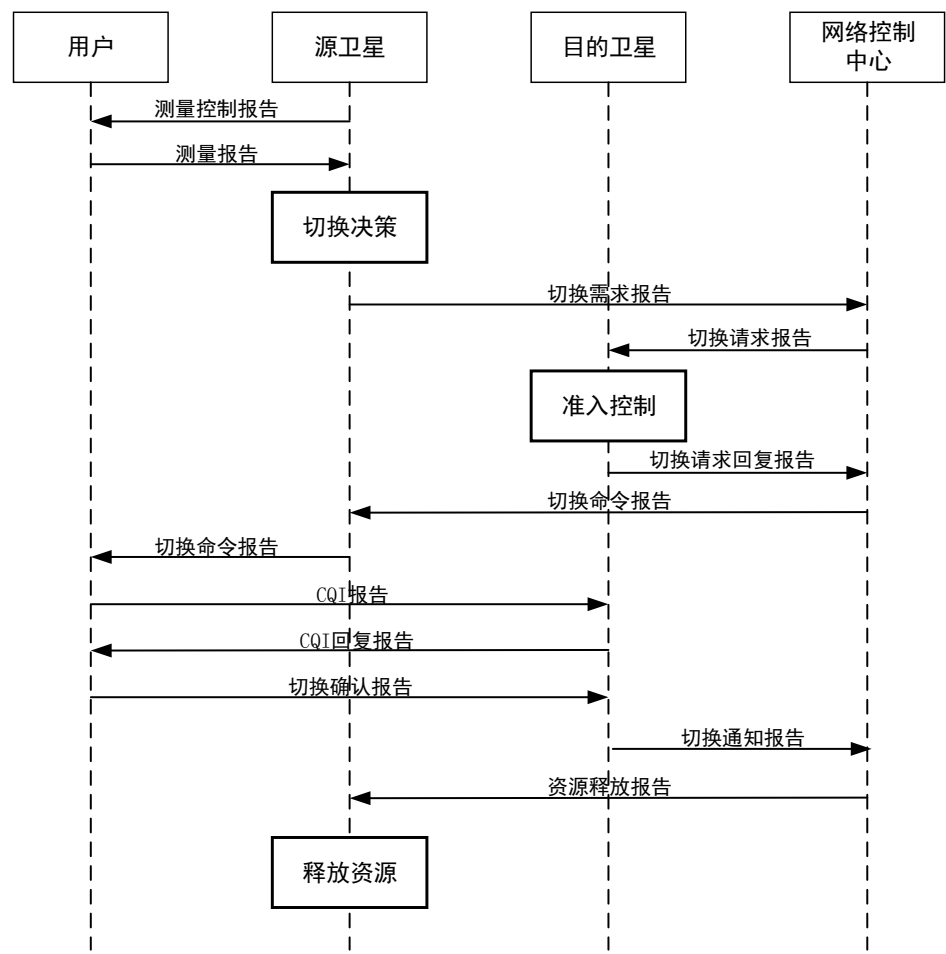 用户
源卫星
目的卫星
网络控制
中心
测量控制报告
测量报告
切换决策
切换需求报告
切换请求报告
准入控制
切换请求回复报告
切换命令报告
切换命令报告
CQI报告
CQI回复报告
切换确认报告
切换通知报告
资源释放报告
释放资源